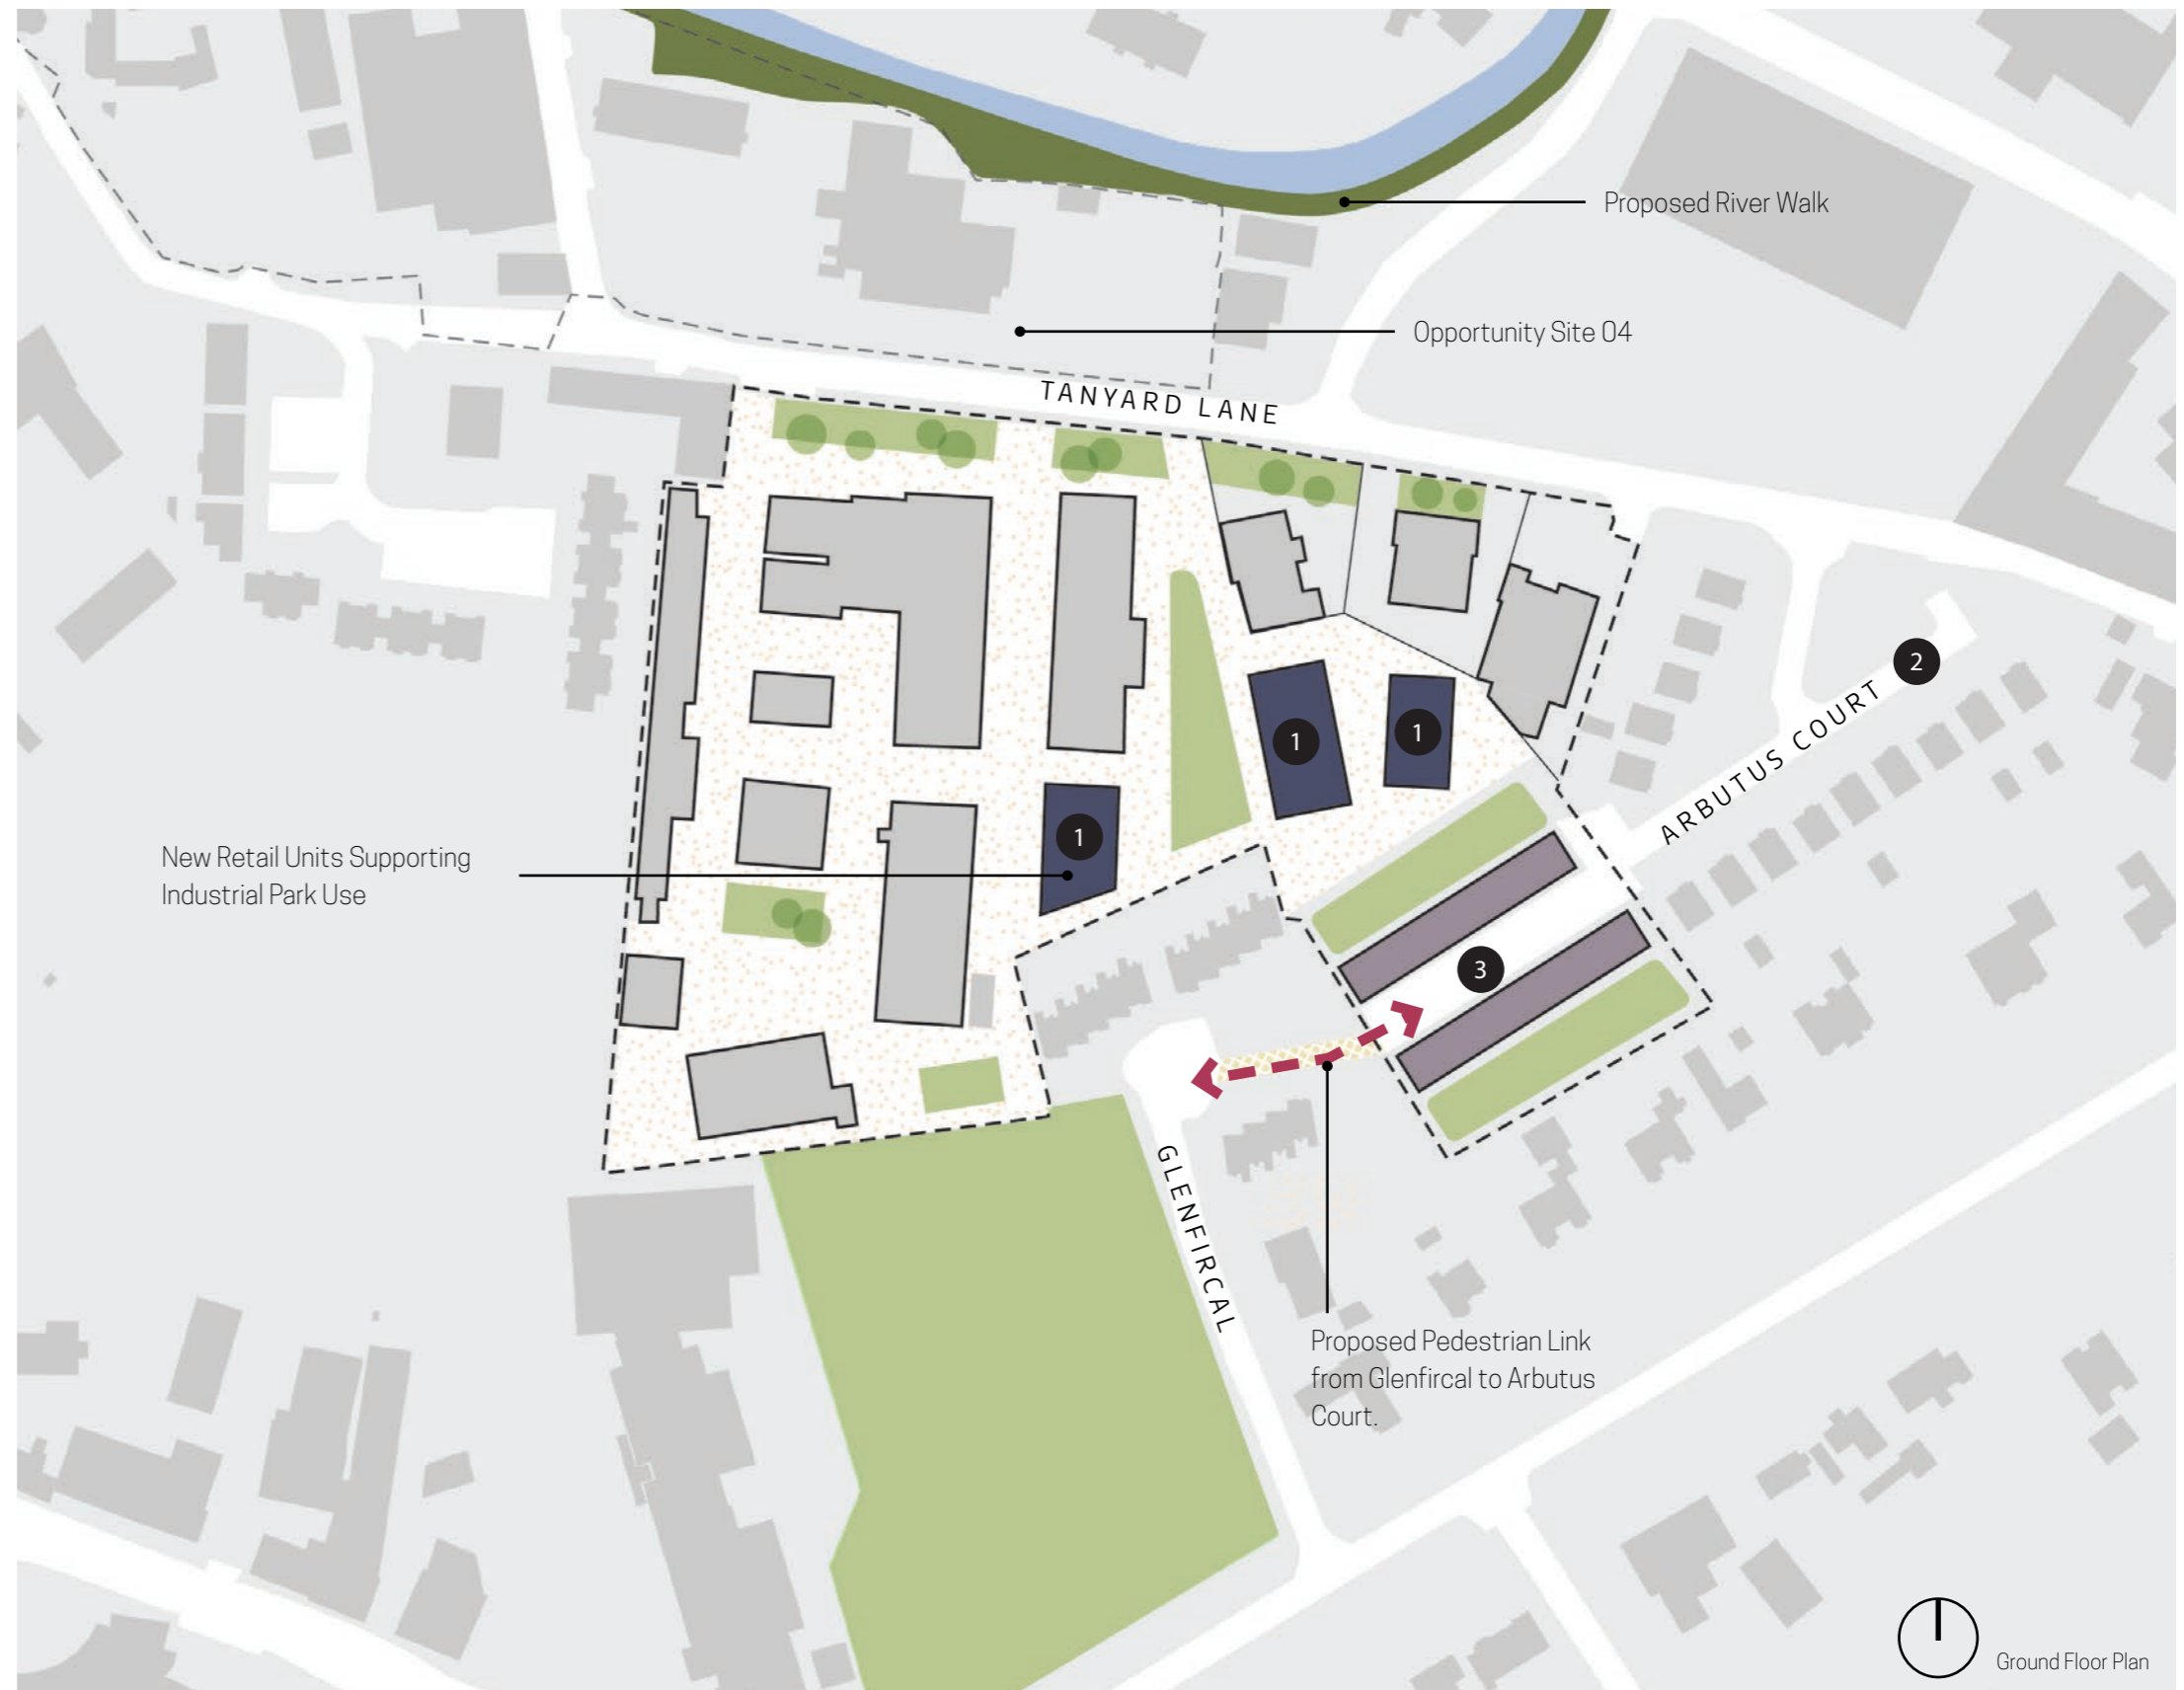 Proposed River Walk
Opportunity Site 04
TANYARD LANE
2
ARBUTUS COURT
1
1
1
New Retail Units Supporting
Industrial Park Use
3
GLENFIRCAL
Proposed Pedestrian Link
from Glenfircal to Arbutus
Court.
Ground Floor Plan